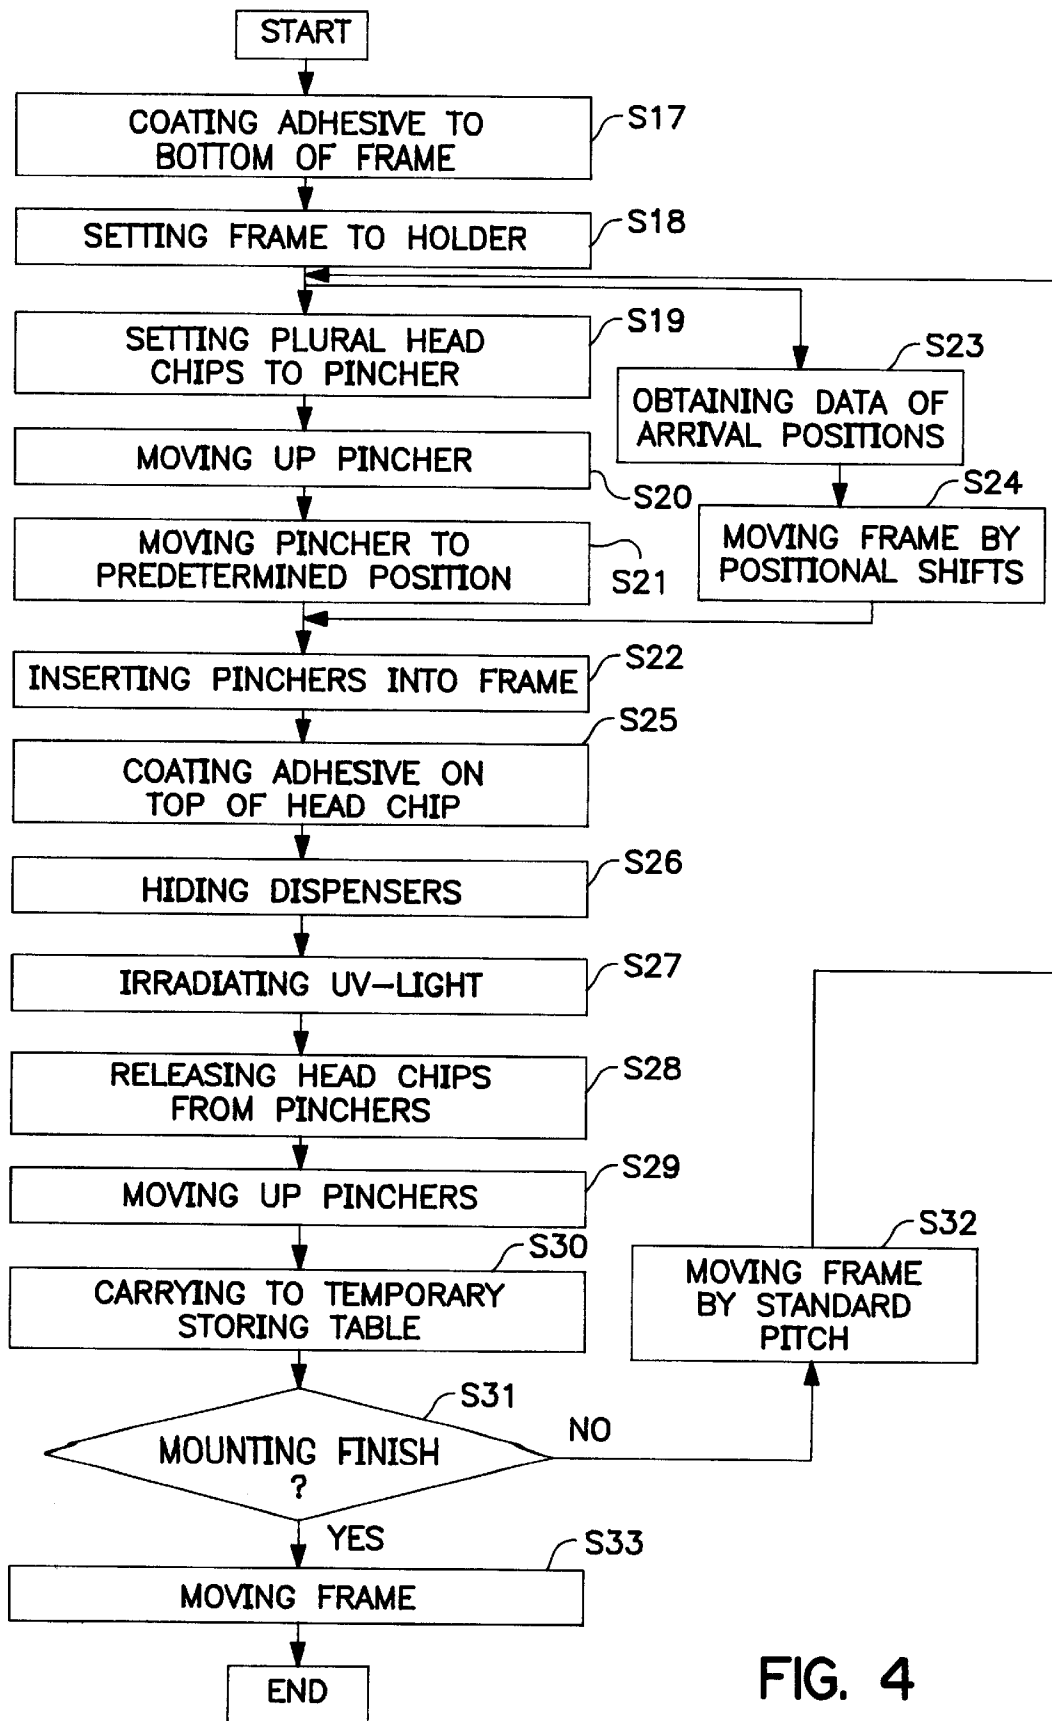 START
COATING ADHESIVE TO
BOTTOM OF FRAME
S17
SETTING FRAME TO HOLDER
S18
SETTING PLURAL HEAD
CHIPS TO PINCHER
S19
MOVING UP PINCHER
S20
MOVING PINCHER TO
PREDETERMINED POSITION
S21
S23
OBTAINING DATA OF
ARRIVAL POSITIONS
S24
MOVING FRAME BY
POSITIONAL SHIFTS
INSERTING PINCHERS INTO FRAME
S22
S25
COATING ADHESIVE ON
TOP OF HEAD CHIP
HIDING DISPENSERS
S26
IRRADIATING UV-LIGHT
S27
RELEASING HEAD CHIPS
FROM PINCHERS
S28
MOVING UP PINCHERS
S29
S30
CARRYING TO TEMPORARY
STORING TABLE
S31
MOUNTING FINISH
?
NO
S32
MOVING FRAME
BY STANDARD
PITCH
YES
S33
MOVING FRAME
END
FIG. 4